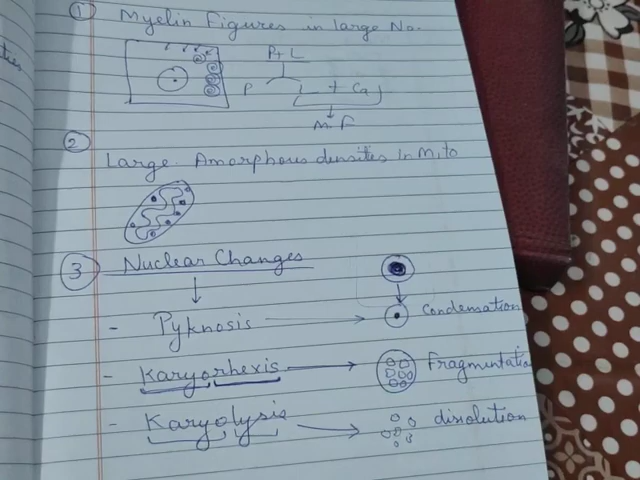 ① Myelin Figures in large No.
P+L
P L + Ca
M F
②
Large Amorphous densities in Mito
③ Nuclear Changes
- Pyknosis → Condensation
- Karyorhexis → Fragmentatio
- Karyolysis → dissolution